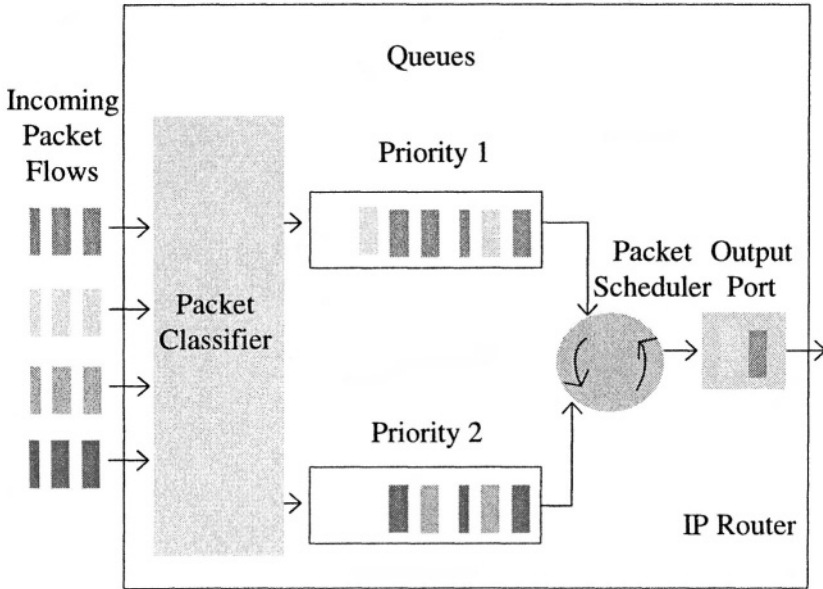 Queues
Incoming
Packet
Flows
Priority 1
Packet
Classifier
Packet
Scheduler
Output
Port
Priority 2
IP Router